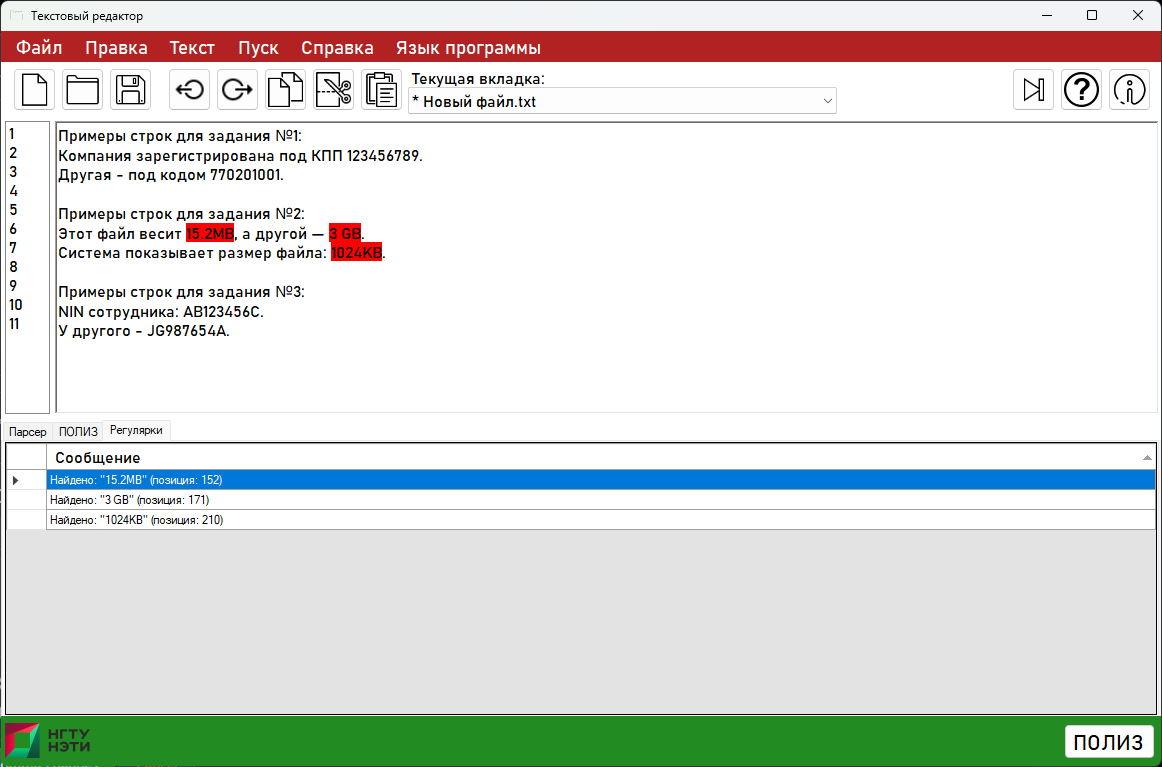 Текстовый редактор
Файл Правка Текст Пуск Справка Язык программы
Текущая вкладка:
* Новый файл.txt
1 Примеры строк для задания №1:
2 Компания зарегистрирована под КПП 123456789.
3 Другая - под кодом 770201001.
4
5 Примеры строк для задания №2:
6 Этот файл весит 15.2MB, а другой — 3 GB.
7 Система показывает размер файла: 1024KB.
8
9 Примеры строк для задания №3:
10 NIN сотрудника: AB123456C.
11 У другого - JG987654A.
Парсер ПОЛИЗ Регулярки
Сообщение
Найдено: "15.2MB" (позиция: 152)
Найдено: "3 GB" (позиция: 171)
Найдено: "1024KB" (позиция: 210)
НГТУ
НЭТИ
ПОЛИЗ